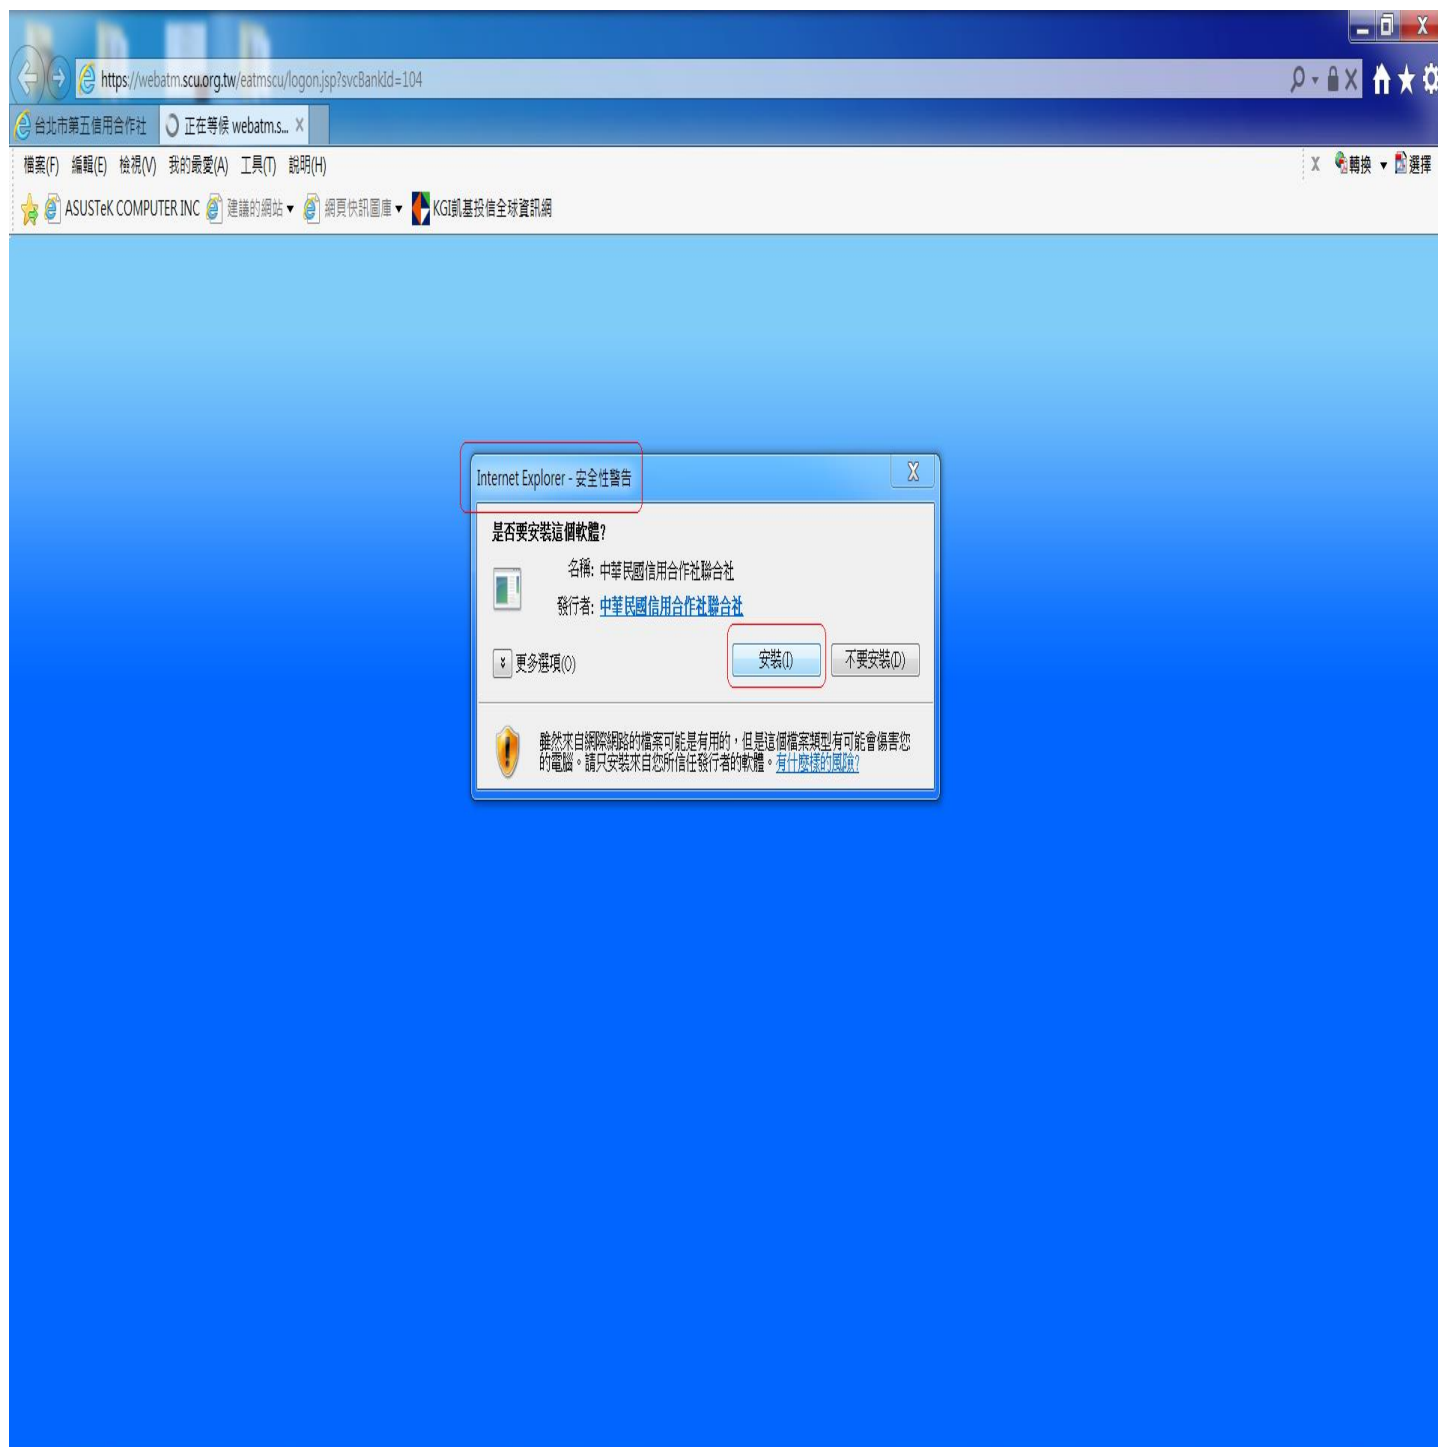 https://webatm.scu.org.tw/eatmscu/logon.jsp?svcBankId=104
台北市第五信用合作社 正在等候 webatm.s...
檔案(F) 編輯(E) 檢視(V) 我的最愛(A) 工具(T) 說明(H) X 轉換 選擇
ASUSTeK COMPUTER INC 建議的網站 網頁快訊圖庫 KGI凱基投信全球資訊網
Internet Explorer - 安全性警告
是否要安裝這個軟體?
名稱: 中華民國信用合作社聯合社
發行者: 中華民國信用合作社聯合社
更多選項(O) 安裝(I) 不要安裝(D)
雖然來自網際網路的檔案可能是有用的，但是這個檔案類型有可能會傷害您
的電腦。請只安裝來自您所信任發行者的軟體。有什麼樣的風險?